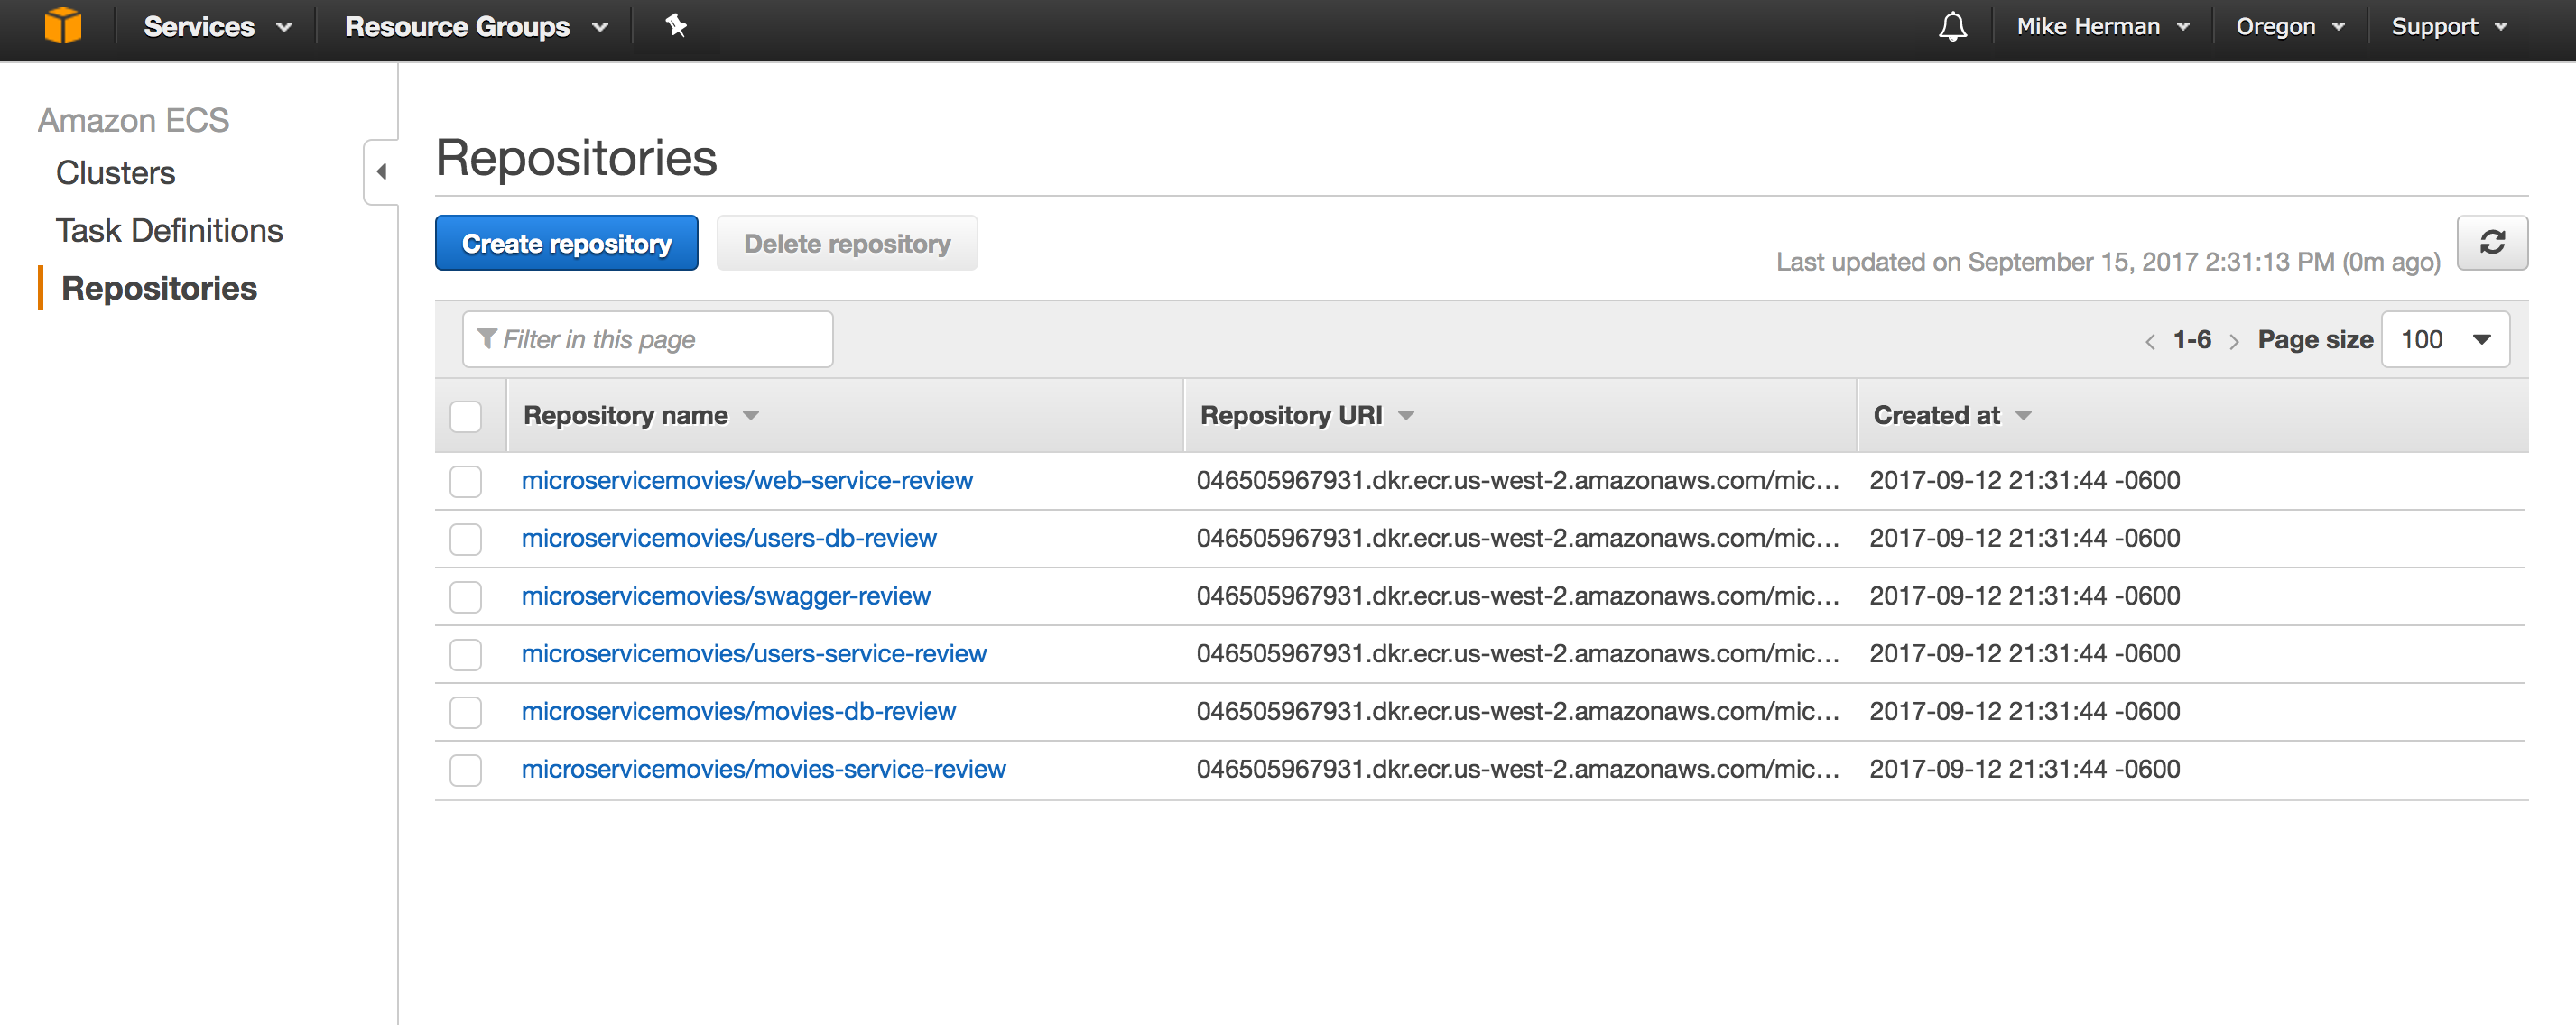 Services Resource Groups Mike Herman Oregon Support
Amazon ECS
Clusters
Task Definitions
Repositories
Repositories
Create repository Delete repository Last updated on September 15, 2017 2:31:13 PM (0m ago)
Filter in this page < 1-6 > Page size 100
Repository name Repository URI Created at
microservicemovies/web-service-review 046505967931.dkr.ecr.us-west-2.amazonaws.com/mic... 2017-09-12 21:31:44 -0600
microservicemovies/users-db-review 046505967931.dkr.ecr.us-west-2.amazonaws.com/mic... 2017-09-12 21:31:44 -0600
microservicemovies/swagger-review 046505967931.dkr.ecr.us-west-2.amazonaws.com/mic... 2017-09-12 21:31:44 -0600
microservicemovies/users-service-review 046505967931.dkr.ecr.us-west-2.amazonaws.com/mic... 2017-09-12 21:31:44 -0600
microservicemovies/movies-db-review 046505967931.dkr.ecr.us-west-2.amazonaws.com/mic... 2017-09-12 21:31:44 -0600
microservicemovies/movies-service-review 046505967931.dkr.ecr.us-west-2.amazonaws.com/mic... 2017-09-12 21:31:44 -0600